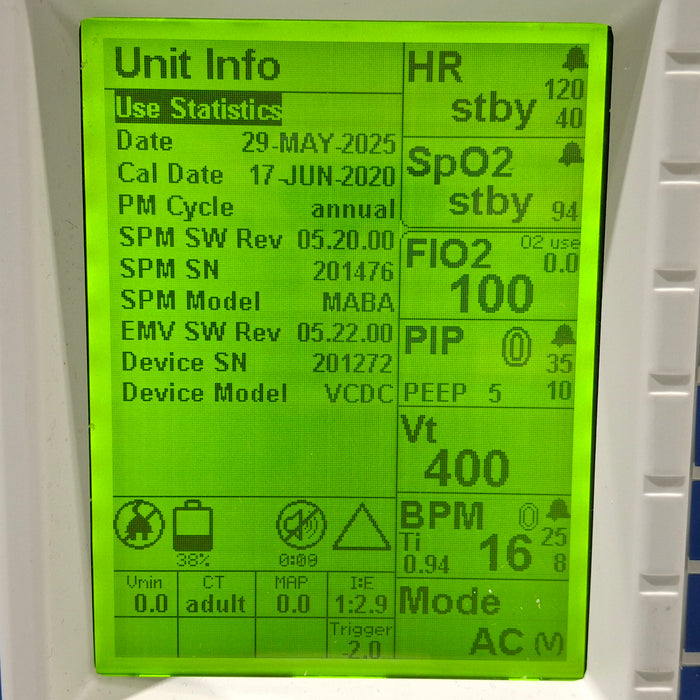 Unit Info
Use Statistics
Date 29-MAY-2025
Cal Date 17-JUN-2020
PM Cycle annual
SPM SW Rev 05.20.00
SPM SN 201476
SPM Model MABA
EMV SW Rev 05.22.00
Device SN 201272
Device Model VCDC
38%
0:09
Vmin
0.0
CT
adult
MAP
0.0
I:E
1:2.9
Trigger
-2.0
HR
120
stby 40
SpO2
stby 94
FIO2 O2 use
0.0
100
PIP 0
35
PEEP 5 10
Vt
400
BPM 0
25
Ti
0.94 16 8
Mode
AC (V)